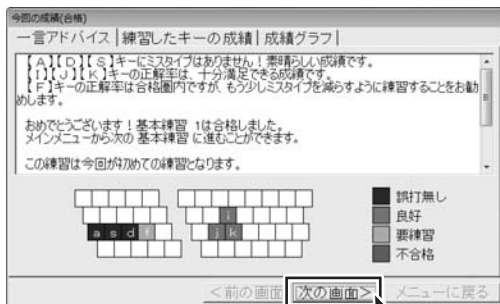 今回の成績(合格)
一言アドバイス 練習したキーの成績 成績グラフ
【A】【D】【S】キーにミスタイプはありません！素晴らしい成績です。
【I】【J】【K】キーの正解率は、十分満足できる成績です。
【F】キーの正解率は合格圏内ですが、もう少しミスタイプを減らすように練習することをお勧
めします。
おめでとうございます！基本練習 1は合格しました。
メインメニューから次の 基本練習 に進むことができます。
この練習は今回が初めての練習となります。
i
a s d f j k
誤打無し
良好
要練習
不合格
<前の画面 次の画面> メニューに戻る